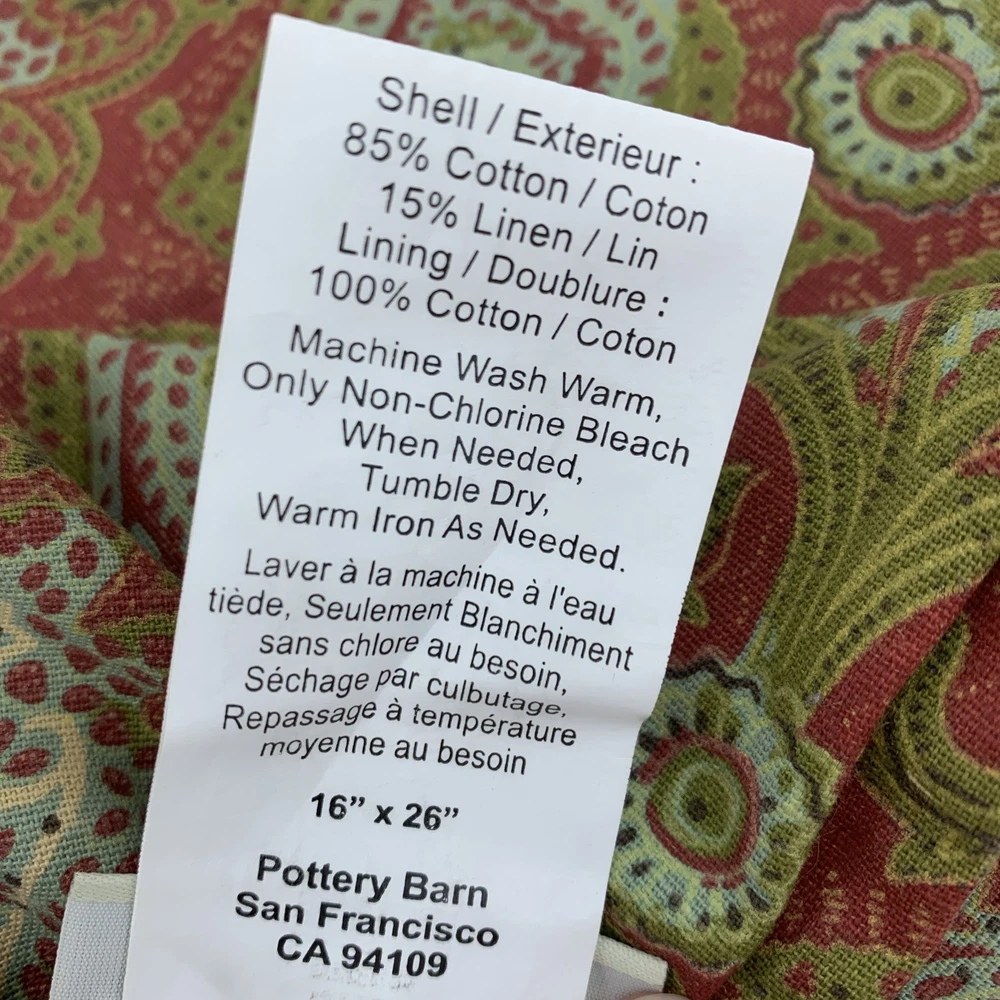 Shell / Exterieur :
85% Cotton / Coton
15% Linen / Lin
Lining / Doublure :
100% Cotton / Coton
Machine Wash Warm,
Only Non-Chlorine Bleach
When Needed,
Tumble Dry,
Warm Iron As Needed.
Laver à la machine à l'eau
tiède, Seulement Blanchiment
sans chlore au besoin,
Séchage par culbutage,
Repassage à température
moyenne au besoin
16” x 26”
Pottery Barn
San Francisco
CA 94109